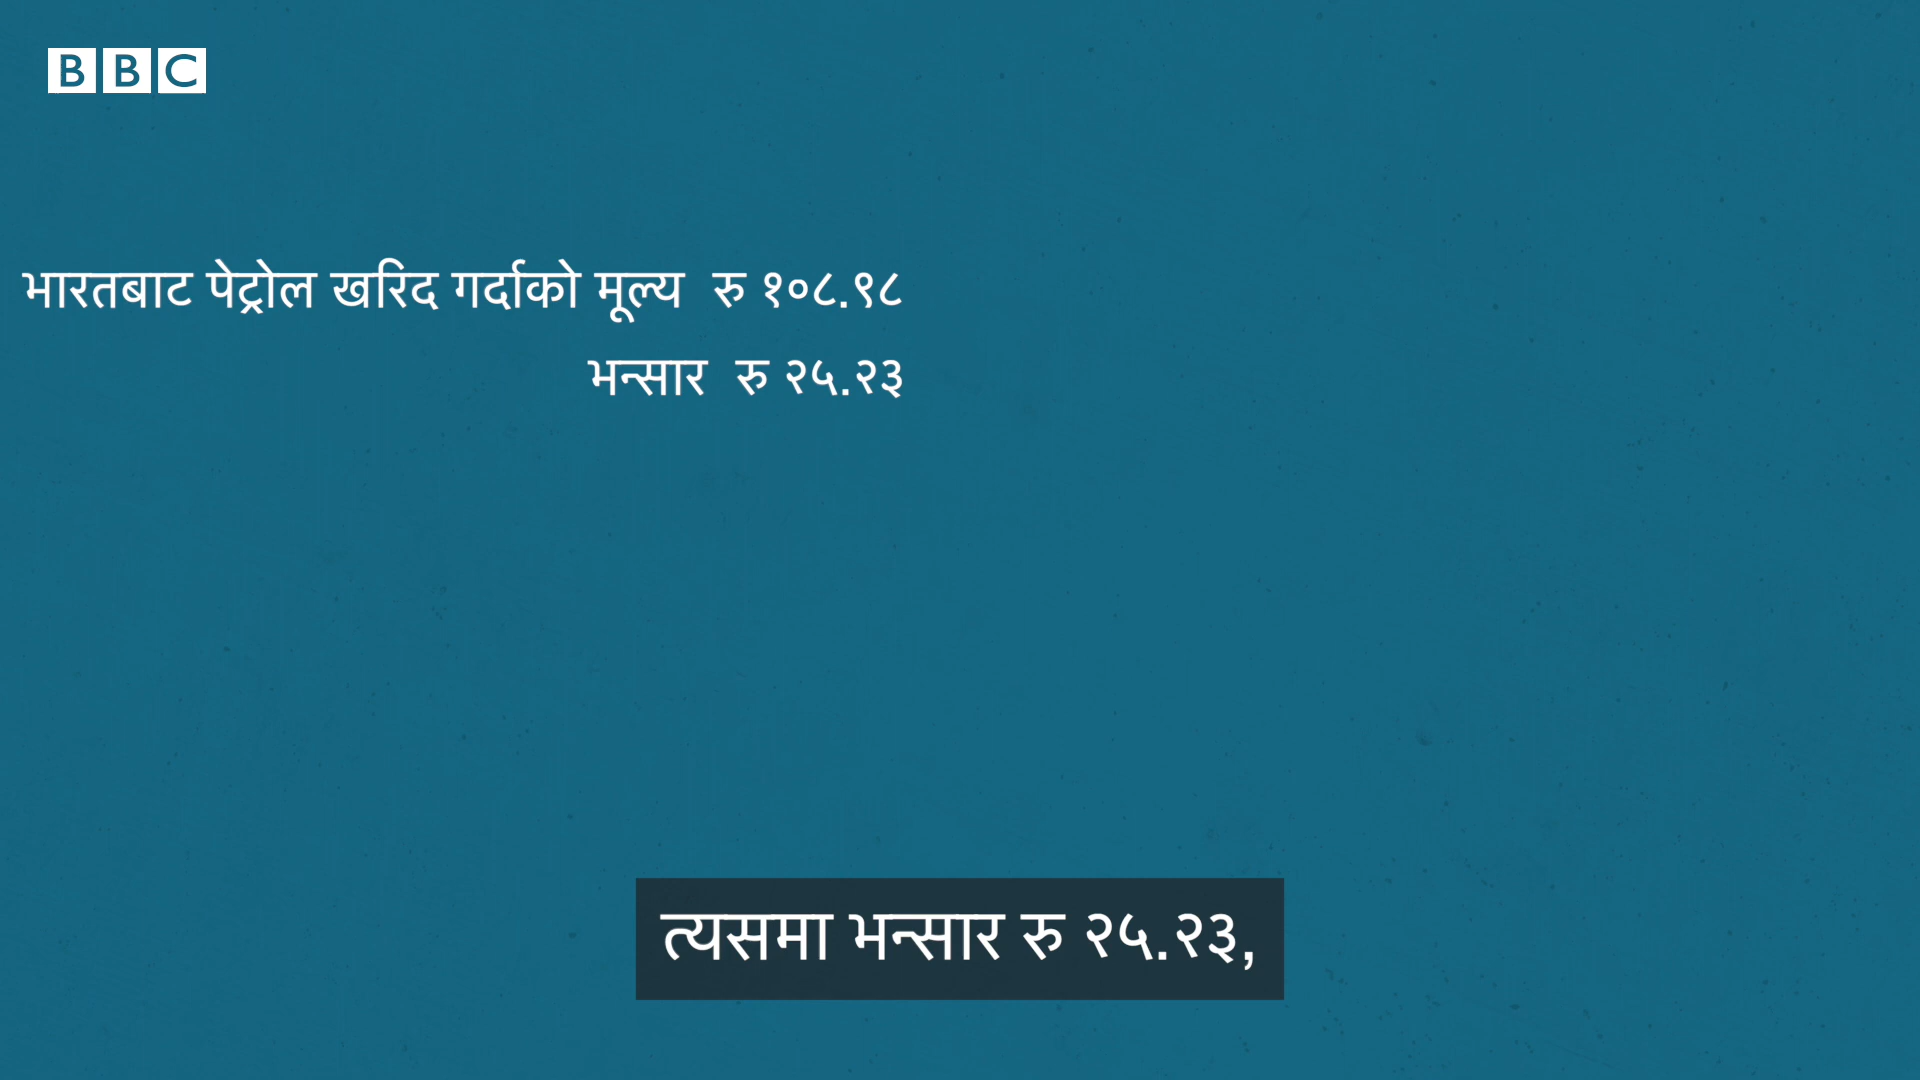 BBC
भारतबाट पेट्रोल खरिद गर्दाको मूल्य रु १०८.९८
भन्सार रु २५.२३
त्यसमा भन्सार रु २५.२३,